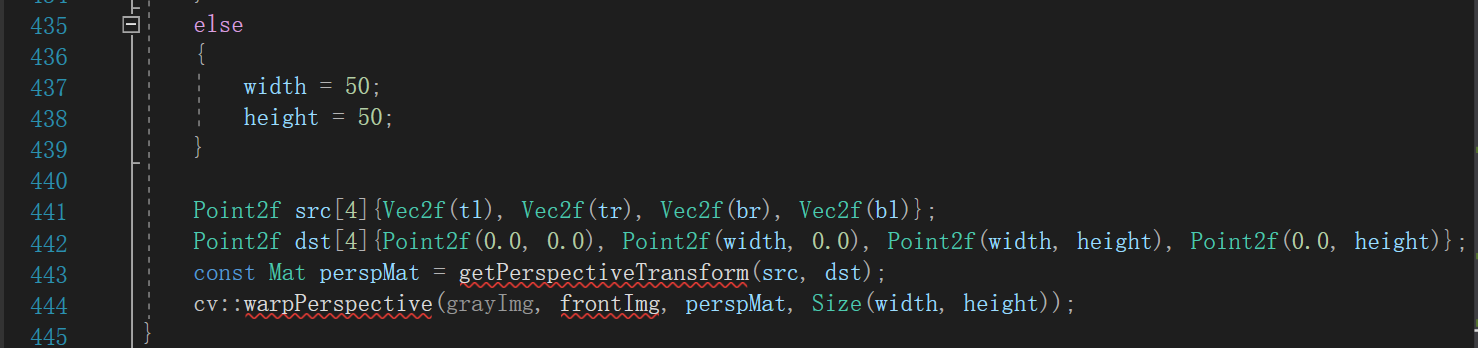 435 else
436 {
437 width = 50;
438 height = 50;
439 }
440
441 Point2f src[4]{Vec2f(tl), Vec2f(tr), Vec2f(br), Vec2f(bl)};
442 Point2f dst[4]{Point2f(0.0, 0.0), Point2f(width, 0.0), Point2f(width, height), Point2f(0.0, height)};
443 const Mat perspMat = getPerspectiveTransform(src, dst);
444 cv::warpPerspective(grayImg, frontImg, perspMat, Size(width, height));
445 }